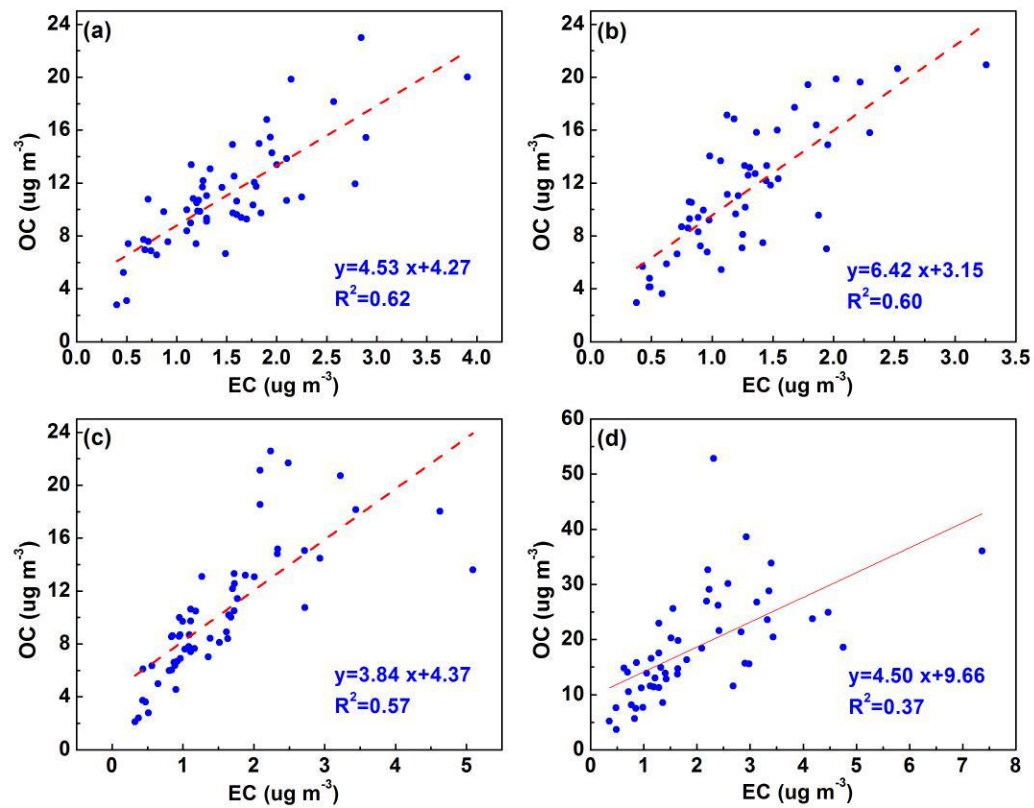 (a)
24
20
16
12
8
4
0
OC (ug m-3)
y=4.53 x+4.27
R2=0.62
0.0 0.5 1.0 1.5 2.0 2.5 3.0 3.5 4.0
EC (ug m-3)
(b)
24
20
16
12
8
4
0
OC (ug m-3)
y=6.42 x+3.15
R2=0.60
0.0 0.5 1.0 1.5 2.0 2.5 3.0 3.5
EC (ug m-3)
(c)
24
20
16
12
8
4
0
OC (ug m-3)
y=3.84 x+4.37
R2=0.57
0 1 2 3 4 5
EC (ug m-3)
(d)
60
50
40
30
20
10
0
OC (ug m-3)
y=4.50 x+9.66
R2=0.37
0 1 2 3 4 5 6 7 8
EC (ug m-3)